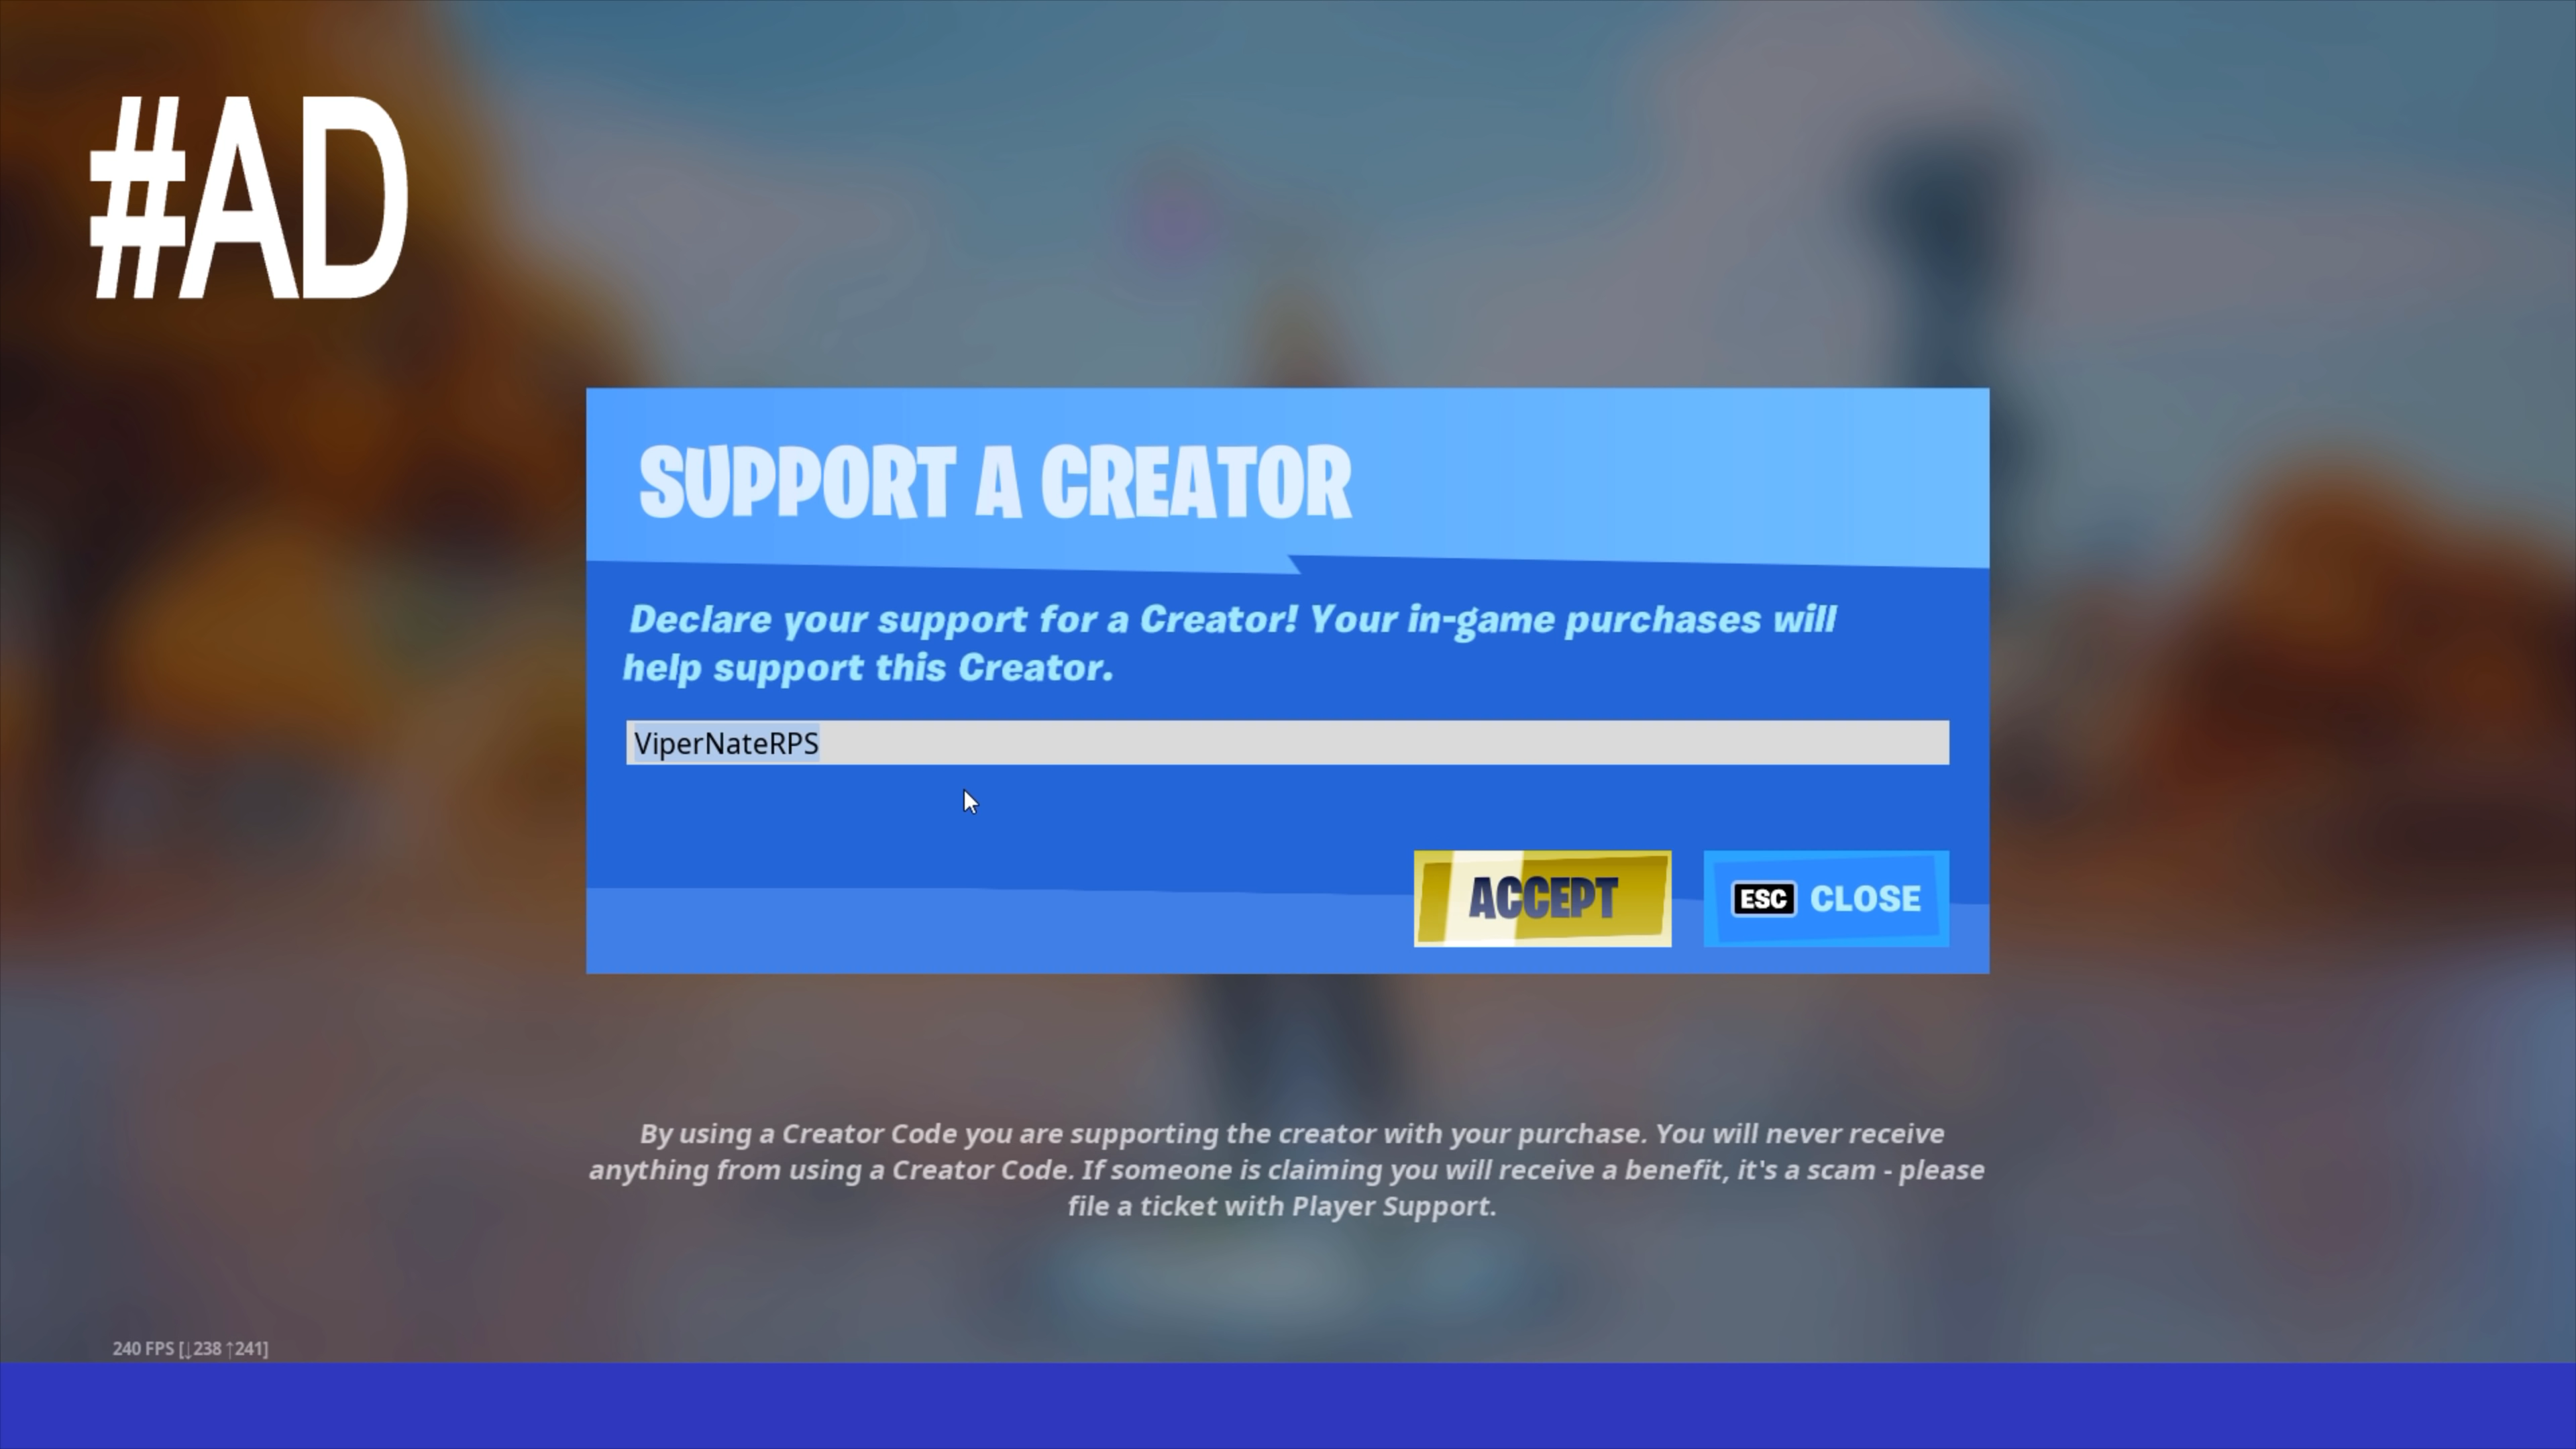 #AD
SUPPORT A CREATOR
Declare your support for a Creator! Your in-game purchases will
help support this Creator.
ViperNateRPS
ACCEPT
ESC CLOSE
By using a Creator Code you are supporting the creator with your purchase. You will never receive
anything from using a Creator Code. If someone is claiming you will receive a benefit, it's a scam - please
file a ticket with Player Support.
240 FPS [↓238 ↑241]